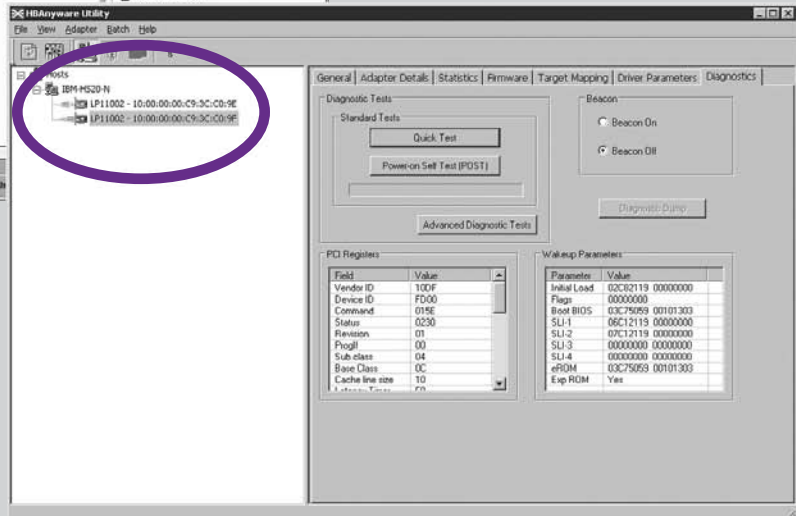 HBAnyware Utility
File View Adapter Batch Help
Hosts
IBM-HS20-N
LP11002 - 10:00:00:00:C9:3C:C0:9E
LP11002 - 10:00:00:00:C9:3C:C0:9F
General Adapter Details Statistics Firmware Target Mapping Driver Parameters Diagnostics
Diagnostic Tests
Standard Tests
Quick Test
Power-on Self Test (POST)
Advanced Diagnostic Tests
Beacon
Beacon On
Beacon Off
Diagnostic Dump
PCI Registers
Field Value
Vendor ID 10DF
Device ID FD00
Command 015E
Status 0230
Revision 01
ProgIf 00
Sub class 04
Base Class 0C
Cache line size 10
Latency Timer F8
Wakeup Parameters
Parameter Value
Initial Load 02C82119 00000000
Flags 00000000
Boot BIOS 03C75059 00101303
SLI-1 06C12119 00000000
SLI-2 07C12119 00000000
SLI-3 00000000 00000000
SLI-4 00000000 00000000
eROM 03C75059 00101303
Exp ROM Yes